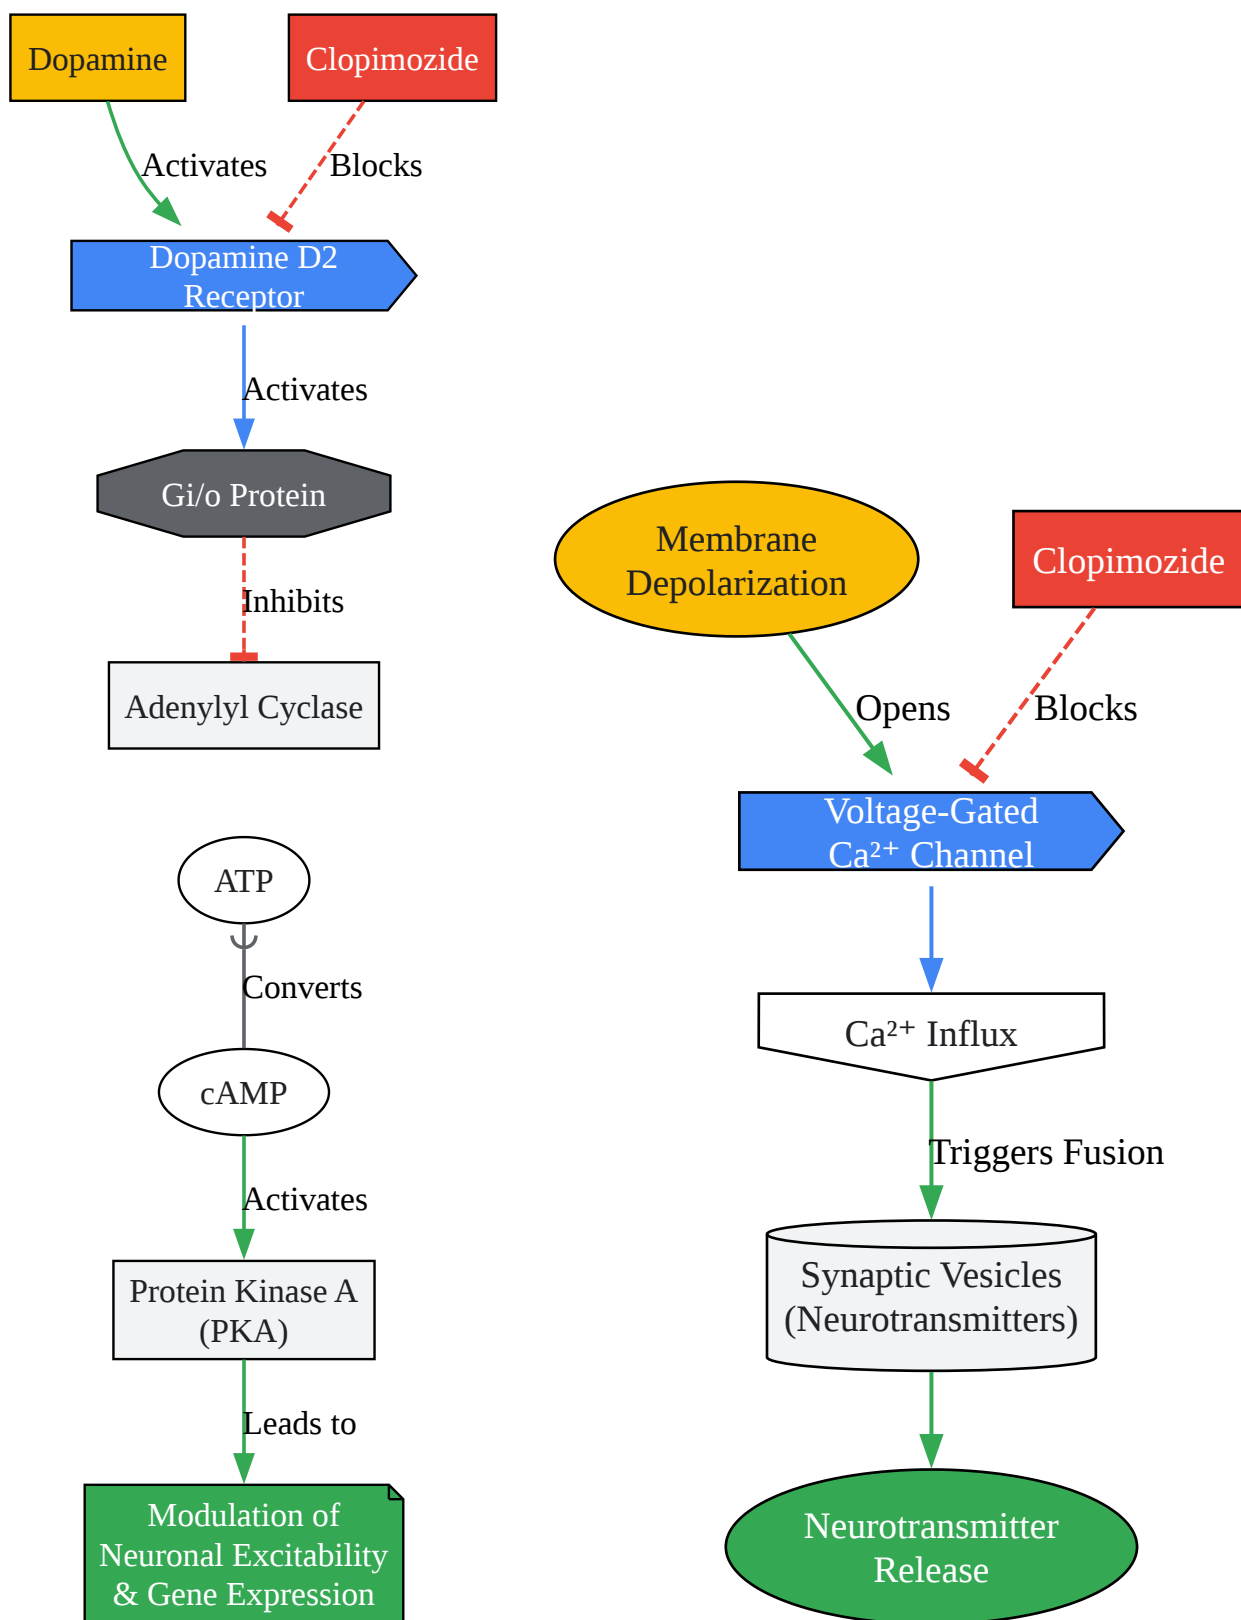 Dopamine
Clopimozide
Activates
Blocks
Dopamine D2
Receptor
Activates
Gi/o Protein
Inhibits
Adenylyl Cyclase
ATP
Converts
cAMP
Activates
Protein Kinase A
(PKA)
Leads to
Modulation of
Neuronal Excitability
& Gene Expression
Membrane
Depolarization
Clopimozide
Opens
Blocks
Voltage-Gated
Ca²⁺ Channel
Ca²⁺ Influx
Triggers Fusion
Synaptic Vesicles
(Neurotransmitters)
Neurotransmitter
Release